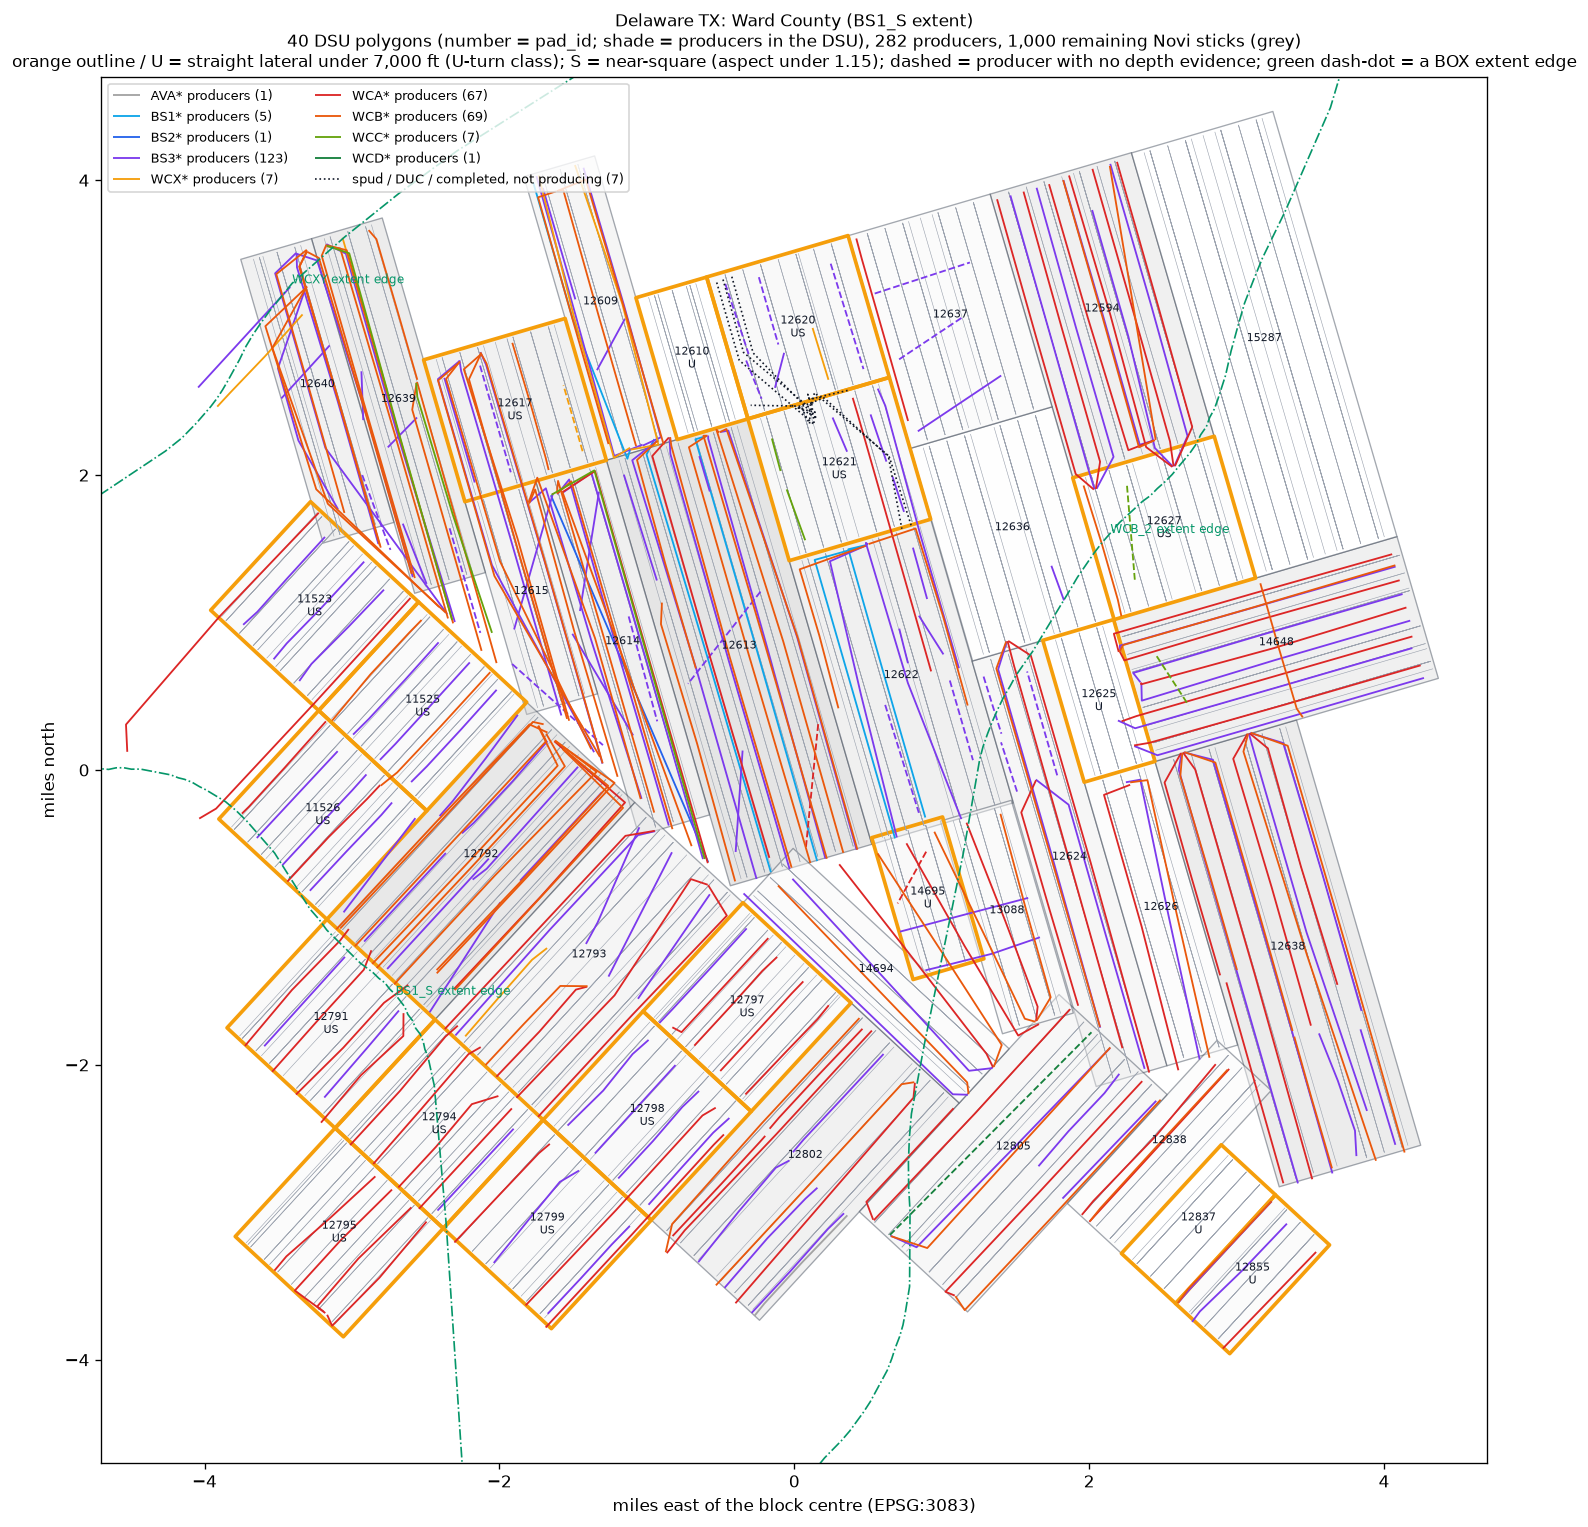 Delaware TX: Ward County (BS1_S extent)
40 DSU polygons (number = pad_id; shade = producers in the DSU), 282 producers, 1,000 remaining Novi sticks (grey)
orange outline / U = straight lateral under 7,000 ft (U-turn class); S = near-square (aspect under 1.15); dashed = producer with no depth evidence; green dash-dot = a BOX extent edge
AVA* producers (1)
BS1* producers (5)
BS2* producers (1)
BS3* producers (123)
WCX* producers (7)
WCA* producers (67)
WCB* producers (69)
WCC* producers (7)
WCD* producers (1)
spud / DUC / completed, not producing (7)
WCX extent edge
12609
12640
12639
12617
US
12610
U
12620
US
12637
12594
15287
12621
US
12636
12627
US
WCB_2 extent edge
11523
US
12615
12614
12613
12622
14648
11525
US
12625
U
11526
US
12792
12624
14695
U
13088
12626
12638
12793
14694
BS1_S extent edge
12791
US
12797
US
12794
US
12798
US
12802
12805
12838
12795
US
12799
US
12837
U
12855
U
4
2
0
−2
−4
miles north
−4
−2
0
2
4
miles east of the block centre (EPSG:3083)